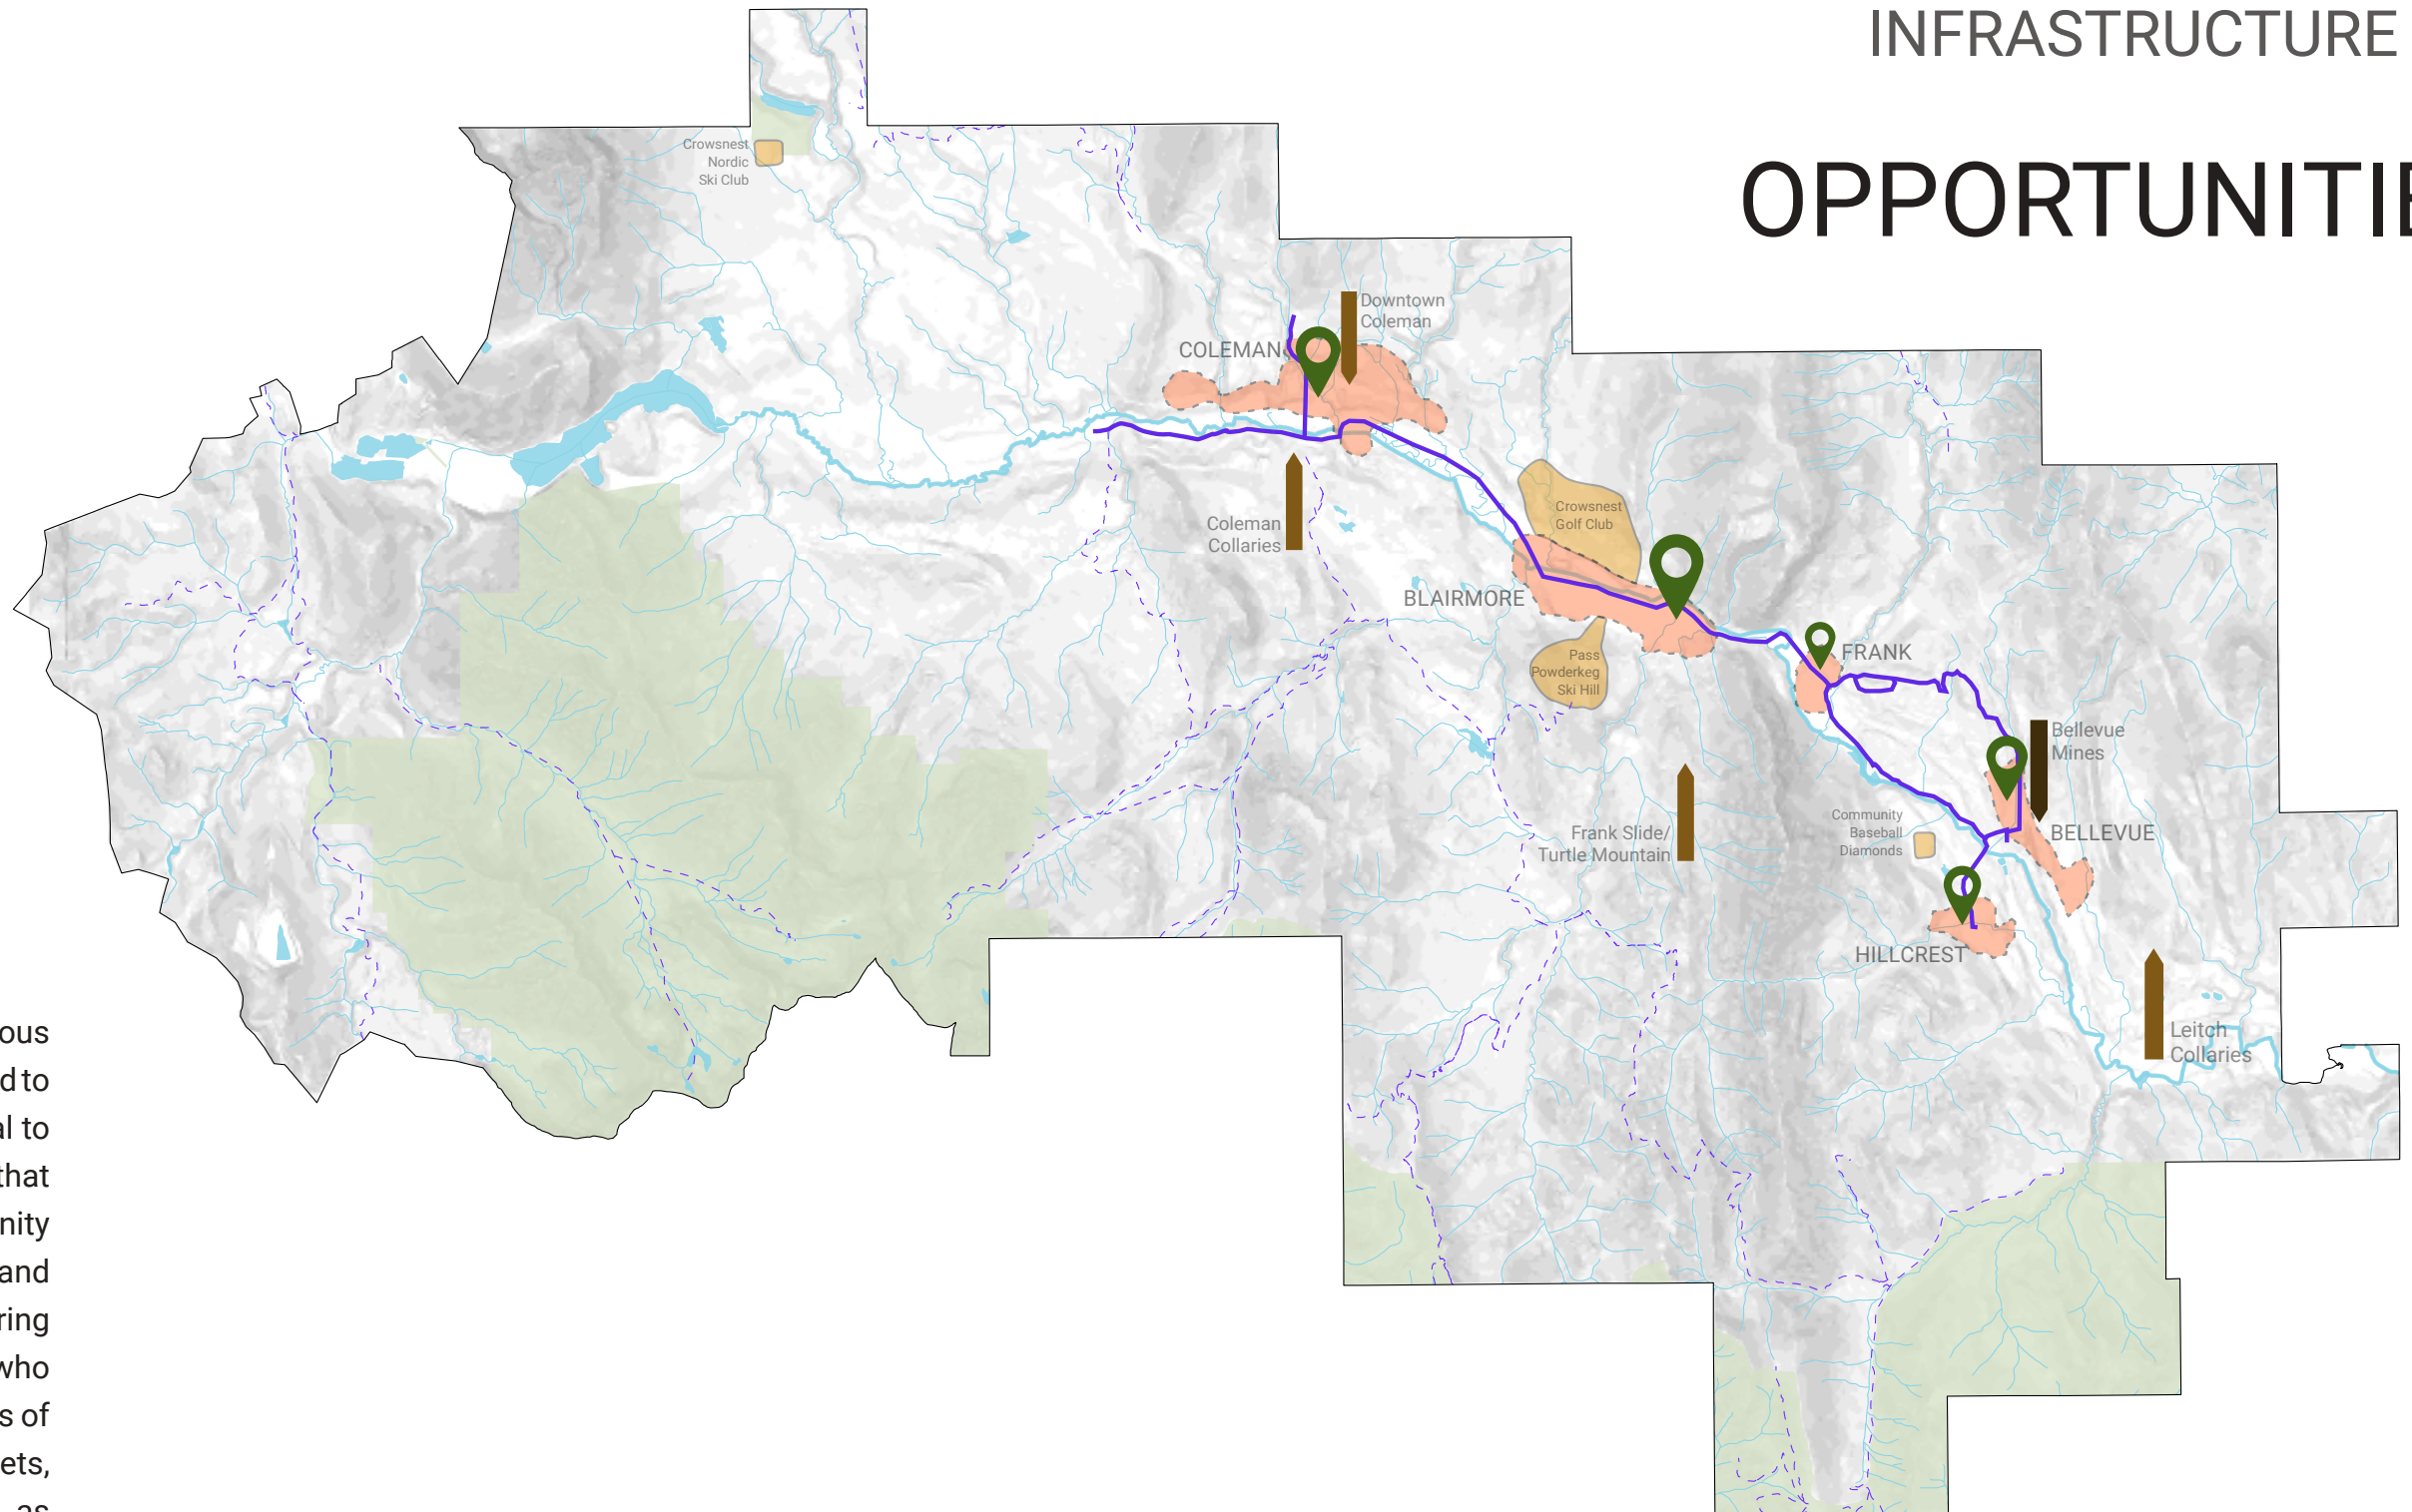 INFRASTRUCTURE
OPPORTUNITIE
Crowsnest
Nordic
Ski Club
Downtown
Coleman
COLEMAN
Coleman
Collaries
Crowsnest
Golf Club
BLAIRMORE
Pass
Powderkeg
Ski Hill
FRANK
Bellevue
Mines
Frank Slide/
Turtle Mountain
Community
Baseball
Diamonds
BELLEVUE
HILLCREST
Leitch
Collaries
ous
d to
al to
that
nity
and
ring
who
s of
ets,
as